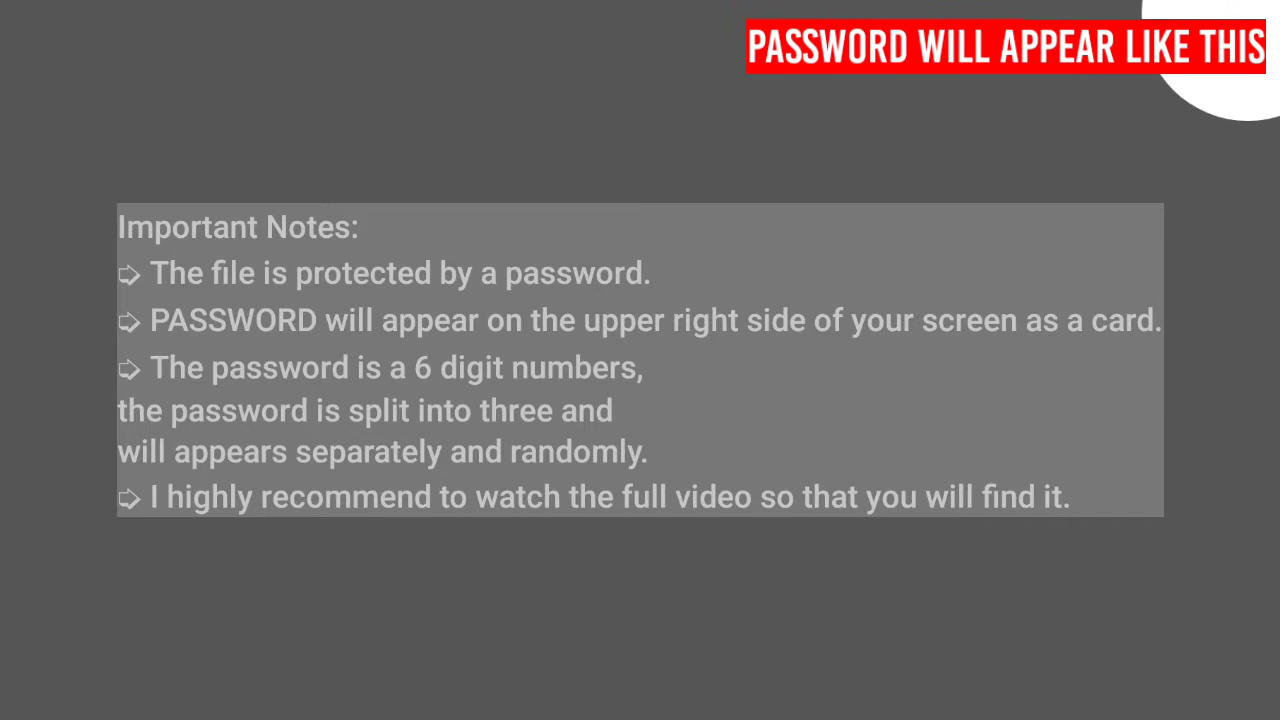 PASSWORD WILL APPEAR LIKE THIS
Important Notes:
➩ The file is protected by a password.
➩ PASSWORD will appear on the upper right side of your screen as a card.
➩ The password is a 6 digit numbers,
the password is split into three and
will appears separately and randomly.
➩ I highly recommend to watch the full video so that you will find it.